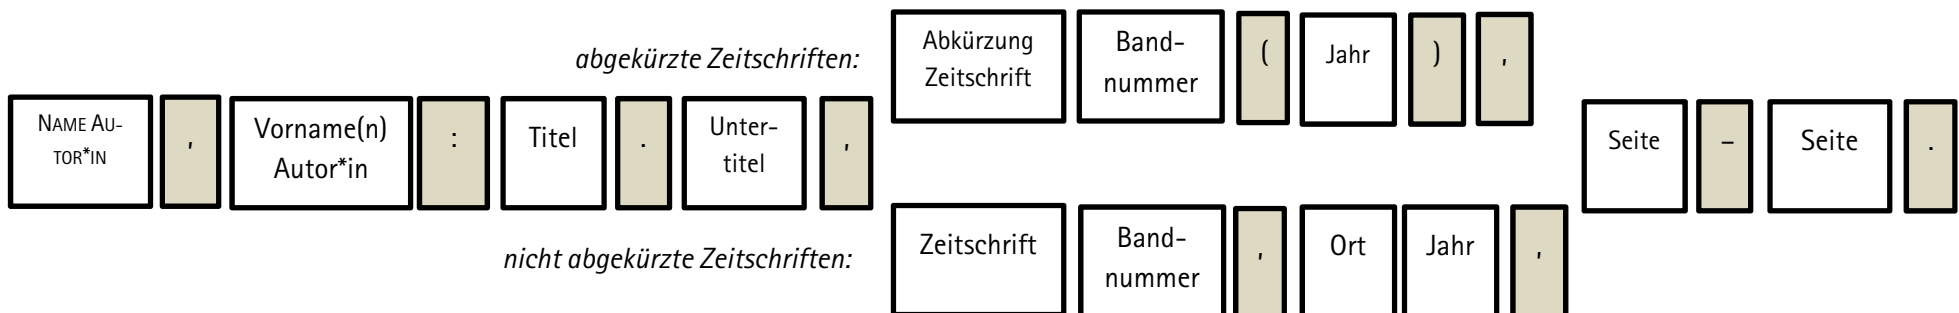 abgekürzte Zeitschriften:
Abkürzung
Zeitschrift
Band-
nummer
(
Jahr
)
,
NAME AU-
TOR*IN
,
Vorname(n)
Autor*in
:
Titel
.
Unter-
titel
,
Seite
–
Seite
.
nicht abgekürzte Zeitschriften:
Zeitschrift
Band-
nummer
,
Ort
Jahr
,